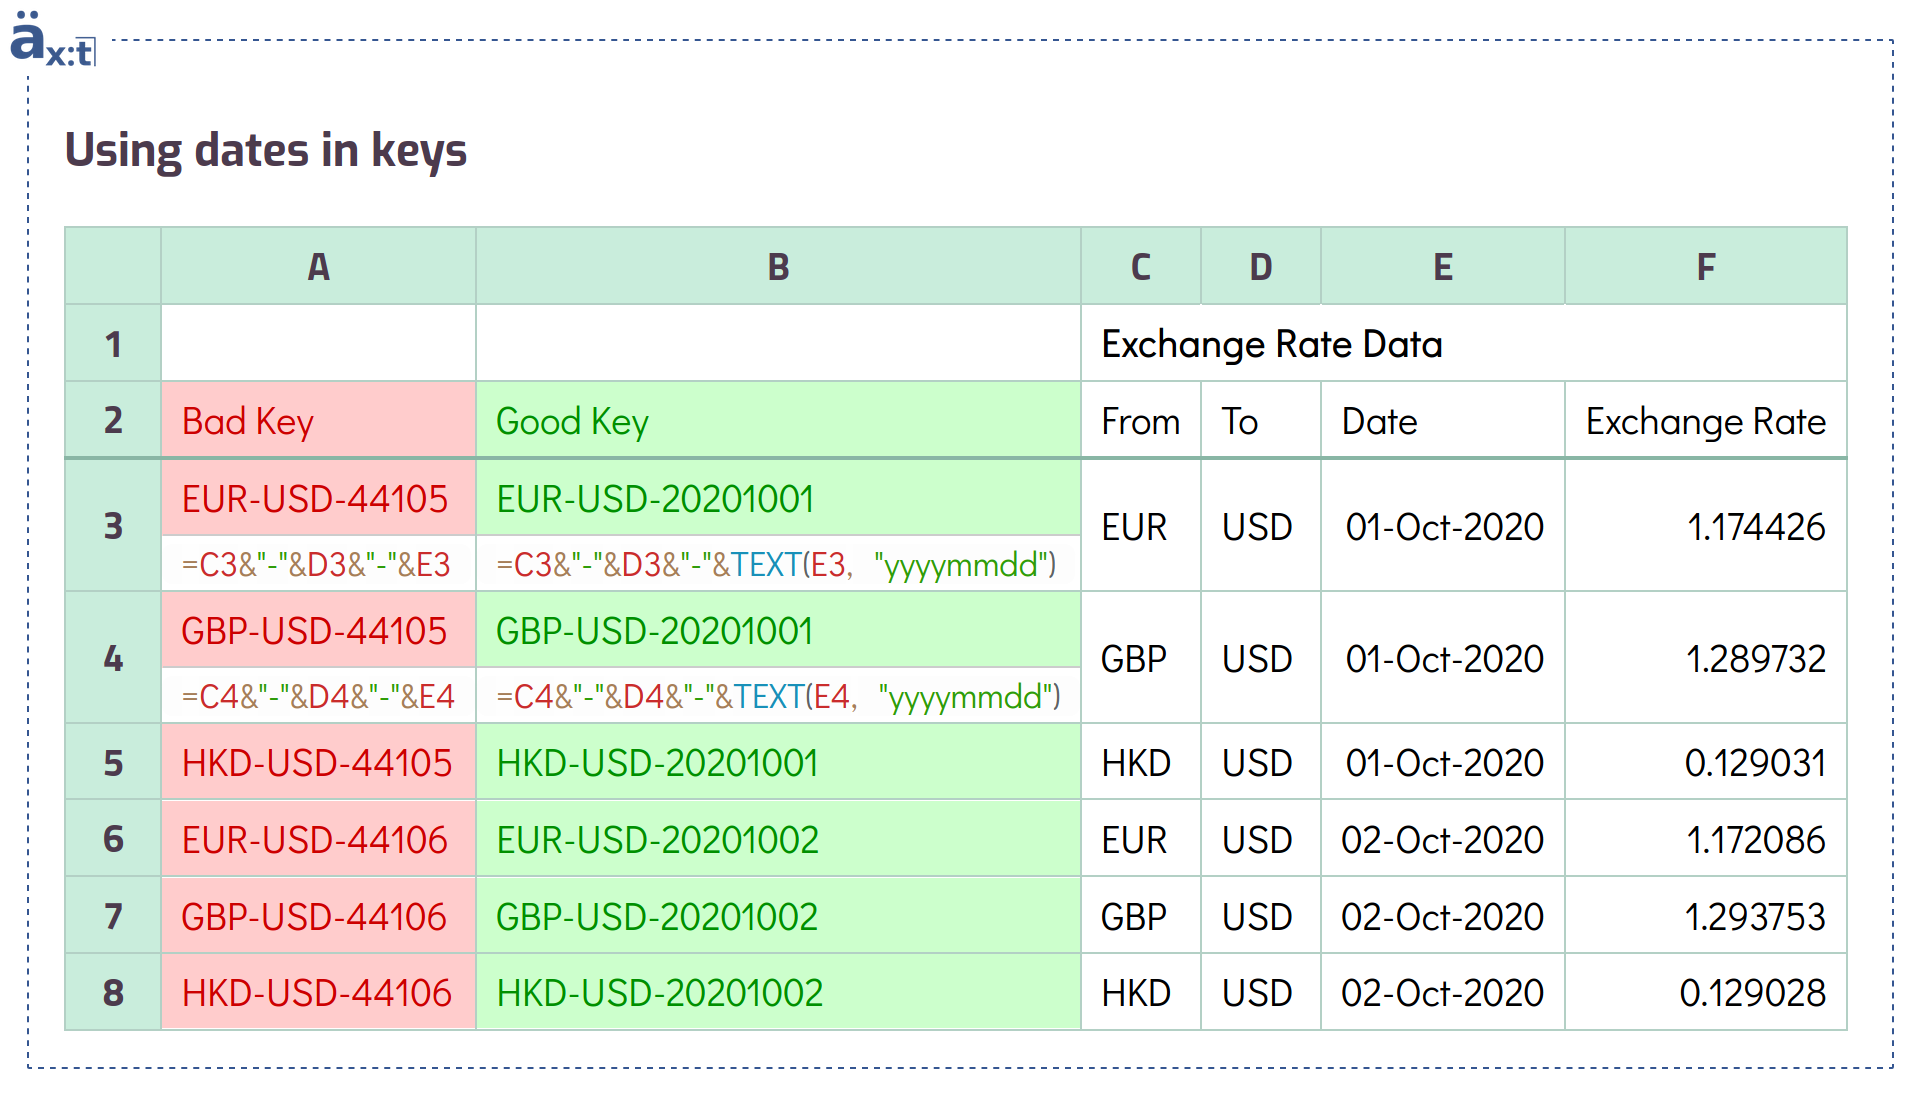 äx:t
Using dates in keys
A B C D E F
1 Exchange Rate Data
2 Bad Key Good Key From To Date Exchange Rate
3 EUR-USD-44105 EUR-USD-20201001 EUR USD 01-Oct-2020 1.174426
=C3&"-"&D3&"-"&E3 =C3&"-"&D3&"-"&TEXT(E3, "yyyymmdd")
4 GBP-USD-44105 GBP-USD-20201001 GBP USD 01-Oct-2020 1.289732
=C4&"-"&D4&"-"&E4 =C4&"-"&D4&"-"&TEXT(E4, "yyyymmdd")
5 HKD-USD-44105 HKD-USD-20201001 HKD USD 01-Oct-2020 0.129031
6 EUR-USD-44106 EUR-USD-20201002 EUR USD 02-Oct-2020 1.172086
7 GBP-USD-44106 GBP-USD-20201002 GBP USD 02-Oct-2020 1.293753
8 HKD-USD-44106 HKD-USD-20201002 HKD USD 02-Oct-2020 0.129028